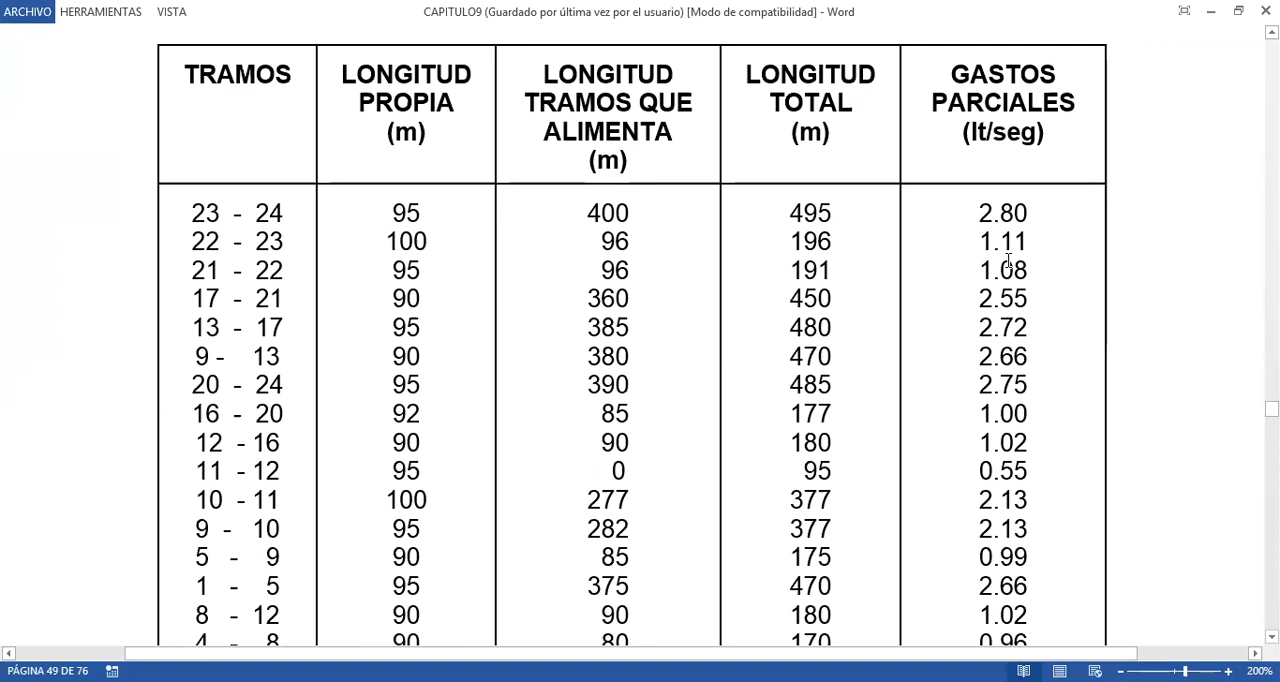 ARCHIVO HERRAMIENTAS VISTA CAPITULO9 (Guardado por última vez por el usuario) [Modo de compatibilidad] - Word
TRAMOS LONGITUD PROPIA (m) LONGITUD TRAMOS QUE ALIMENTA (m) LONGITUD TOTAL (m) GASTOS PARCIALES (lt/seg)
23 - 24 95 400 495 2.80
22 - 23 100 96 196 1.11
21 - 22 95 96 191 1.08
17 - 21 90 360 450 2.55
13 - 17 95 385 480 2.72
9 - 13 90 380 470 2.66
20 - 24 95 390 485 2.75
16 - 20 92 85 177 1.00
12 - 16 90 90 180 1.02
11 - 12 95 0 95 0.55
10 - 11 100 277 377 2.13
9 - 10 95 282 377 2.13
5 - 9 90 85 175 0.99
1 - 5 95 375 470 2.66
8 - 12 90 90 180 1.02
4 - 8 90 80 170 0.96
PÁGINA 49 DE 76 200%